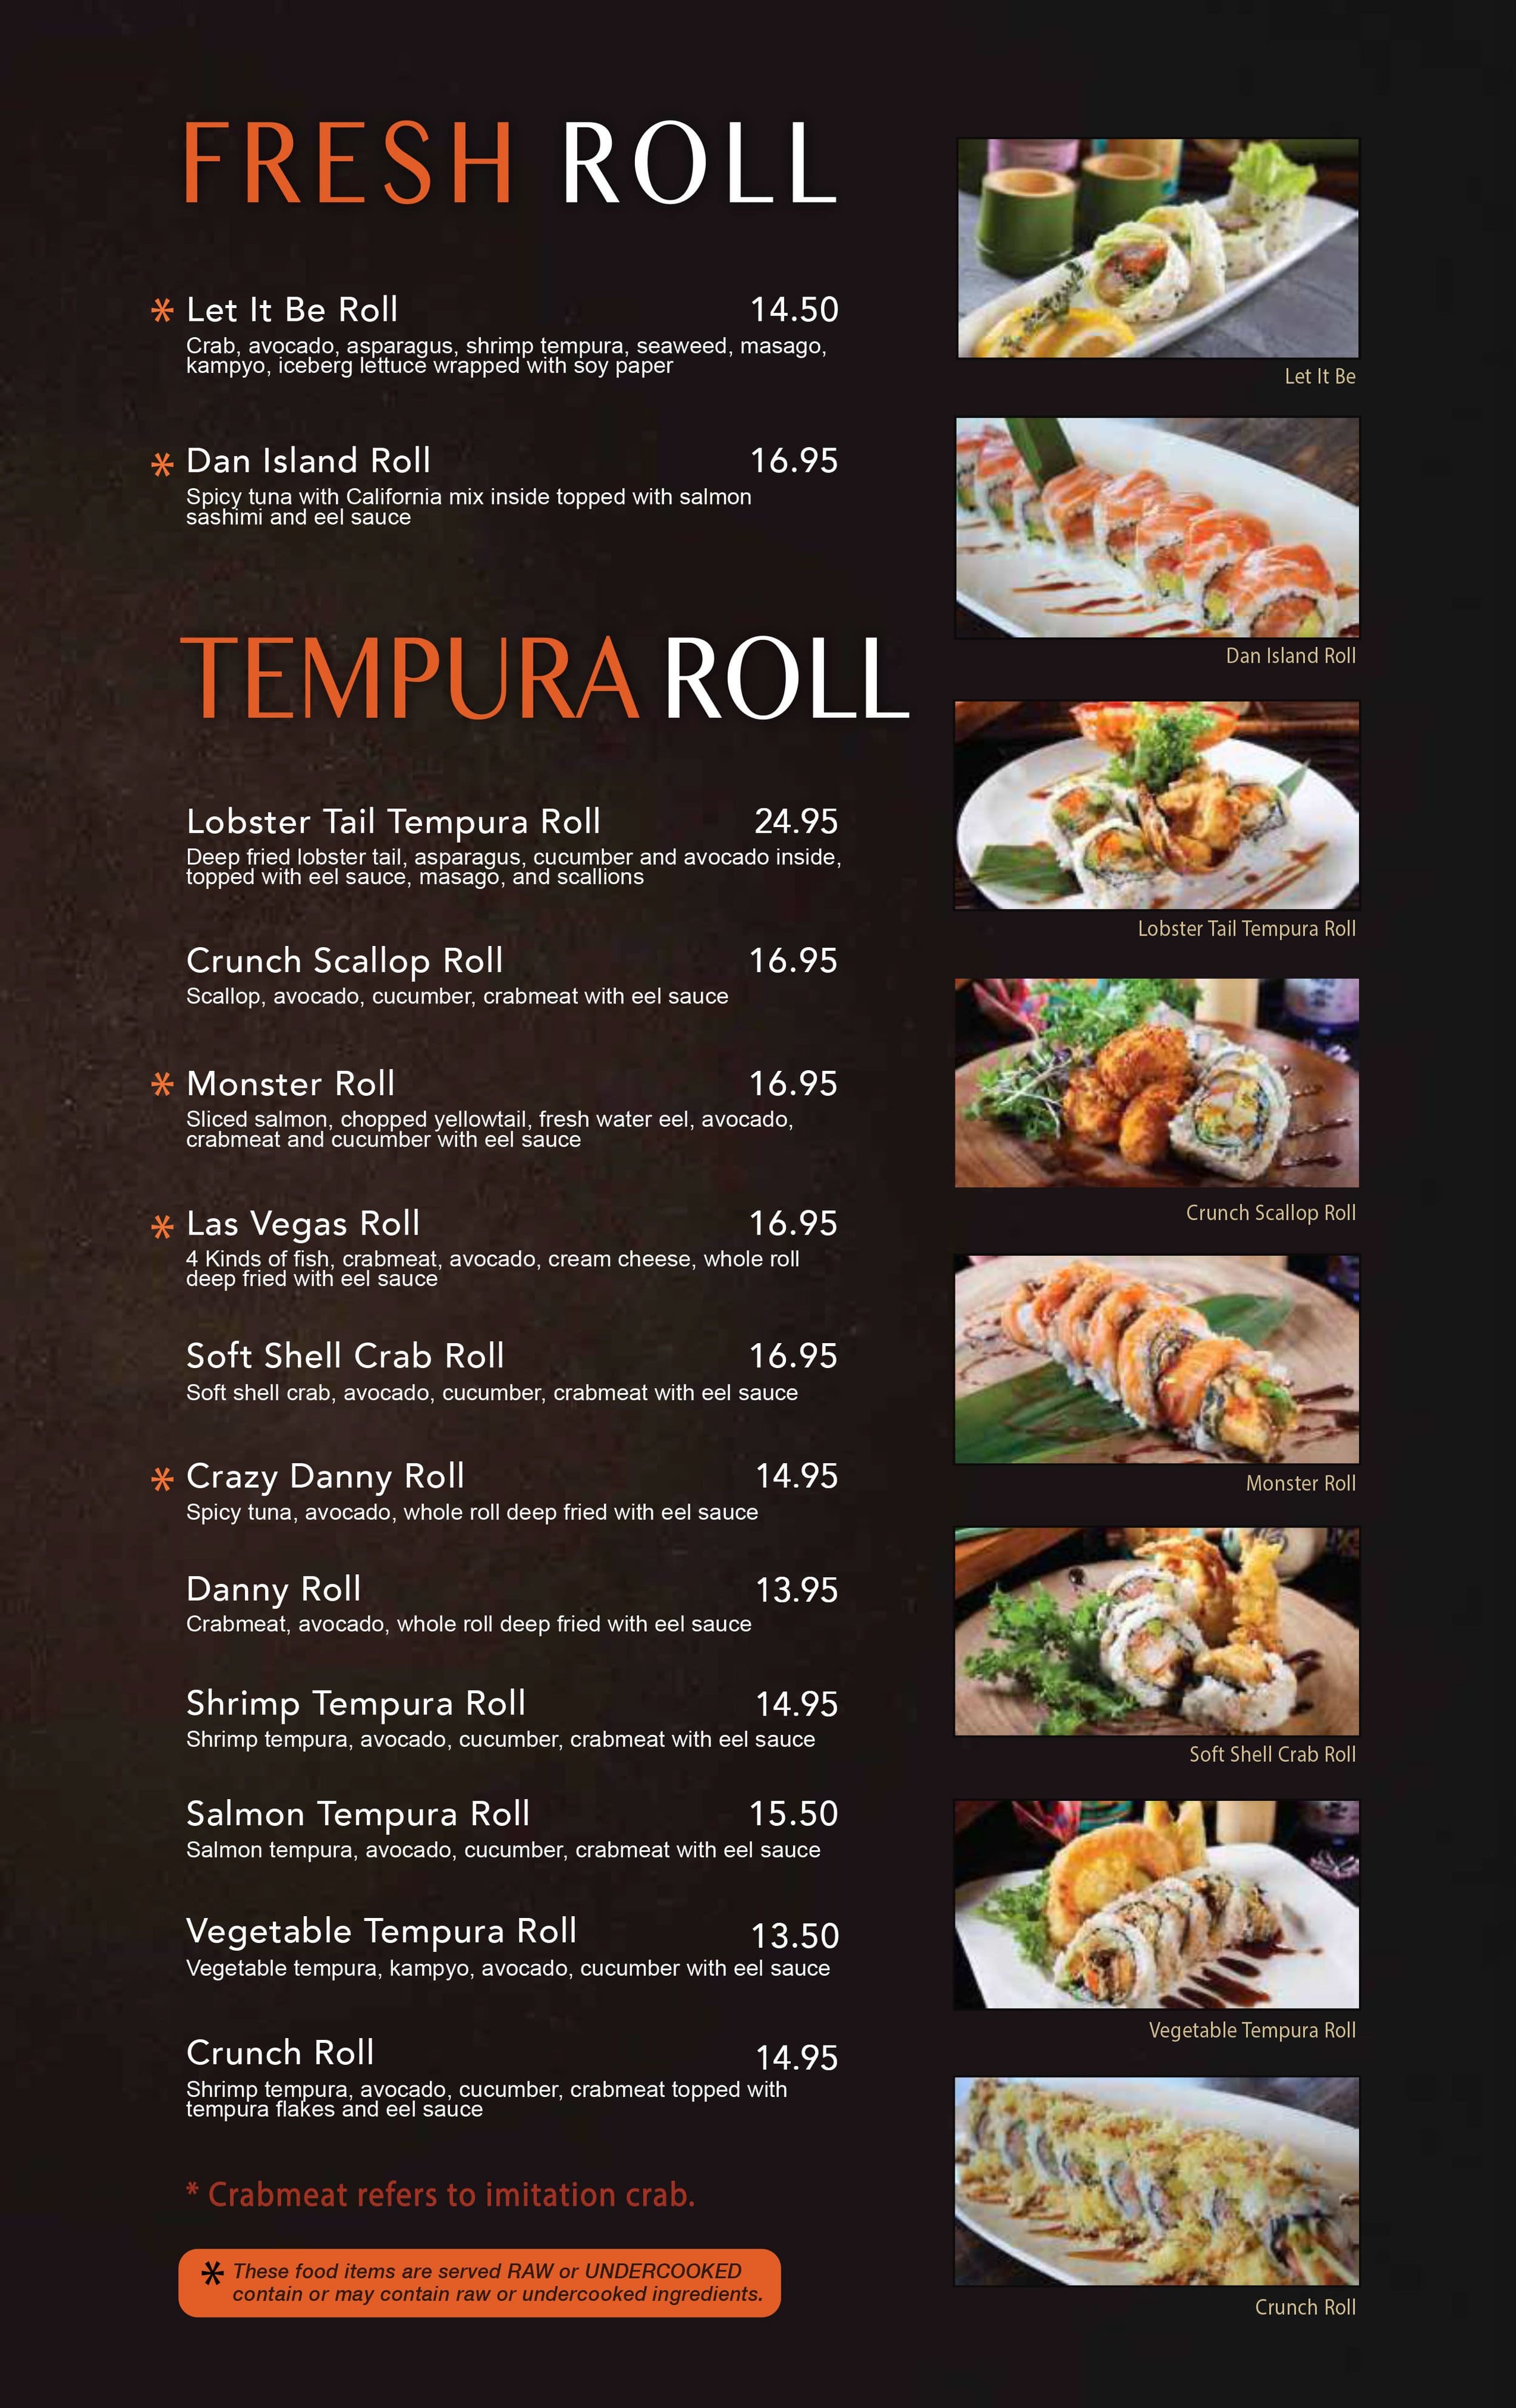 FRESH ROLL
* Let It Be Roll 14.50
Crab, avocado, asparagus, shrimp tempura, seaweed, masago,
kampyo, iceberg lettuce wrapped with soy paper
Let It Be
* Dan Island Roll 16.95
Spicy tuna with California mix inside topped with salmon
sashimi and eel sauce
Dan Island Roll
TEMPURA ROLL
Lobster Tail Tempura Roll 24.95
Deep fried lobster tail, asparagus, cucumber and avocado inside,
topped with eel sauce, masago, and scallions
Lobster Tail Tempura Roll
Crunch Scallop Roll 16.95
Scallop, avocado, cucumber, crabmeat with eel sauce
Crunch Scallop Roll
* Monster Roll 16.95
Sliced salmon, chopped yellowtail, fresh water eel, avocado,
crabmeat and cucumber with eel sauce
Monster Roll
* Las Vegas Roll 16.95
4 Kinds of fish, crabmeat, avocado, cream cheese, whole roll
deep fried with eel sauce
Soft Shell Crab Roll 16.95
Soft shell crab, avocado, cucumber, crabmeat with eel sauce
Soft Shell Crab Roll
* Crazy Danny Roll 14.95
Spicy tuna, avocado, whole roll deep fried with eel sauce
Danny Roll 13.95
Crabmeat, avocado, whole roll deep fried with eel sauce
Shrimp Tempura Roll 14.95
Shrimp tempura, avocado, cucumber, crabmeat with eel sauce
Salmon Tempura Roll 15.50
Salmon tempura, avocado, cucumber, crabmeat with eel sauce
Vegetable Tempura Roll 13.50
Vegetable tempura, kampyo, avocado, cucumber with eel sauce
Vegetable Tempura Roll
Crunch Roll 14.95
Shrimp tempura, avocado, cucumber, crabmeat topped with
tempura flakes and eel sauce
Crunch Roll
* Crabmeat refers to imitation crab.
* These food items are served RAW or UNDERCOOKED
contain or may contain raw or undercooked ingredients.